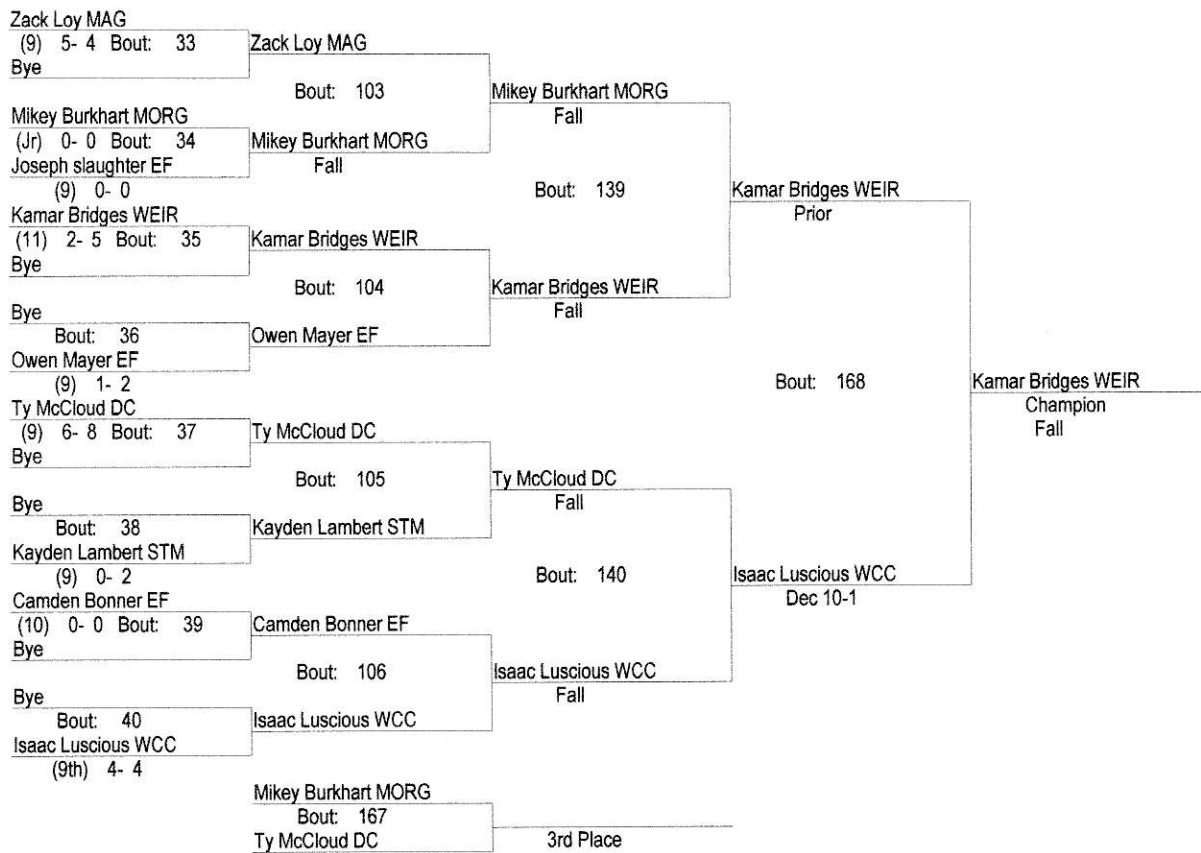 Zack Loy MAG
(9) 5- 4 Bout: 33
Bye
Mikey Burkhart MORG
(Jr) 0- 0 Bout: 34
Joseph slaughter EF
(9) 0- 0
Kamar Bridges WEIR
(11) 2- 5 Bout: 35
Bye
Bye
Bout: 36
Owen Mayer EF
(9) 1- 2
Ty McCloud DC
(9) 6- 8 Bout: 37
Bye
Bye
Bout: 38
Kayden Lambert STM
(9) 0- 2
Camden Bonner EF
(10) 0- 0 Bout: 39
Bye
Bye
Bout: 40
Isaac Luscious WCC
(9th) 4- 4
Zack Loy MAG
Bout: 103
Mikey Burkhart MORG
Fall
Kamar Bridges WEIR
Bout: 104
Owen Mayer EF
Ty McCloud DC
Bout: 105
Kayden Lambert STM
Camden Bonner EF
Bout: 106
Isaac Luscious WCC
Mikey Burkhart MORG
Fall
Bout: 139
Kamar Bridges WEIR
Fall
Ty McCloud DC
Fall
Bout: 140
Isaac Luscious WCC
Fall
Kamar Bridges WEIR
Prior
Bout: 168
Isaac Luscious WCC
Dec 10-1
Kamar Bridges WEIR
Champion
Fall
Mikey Burkhart MORG
Bout: 167
Ty McCloud DC
3rd Place